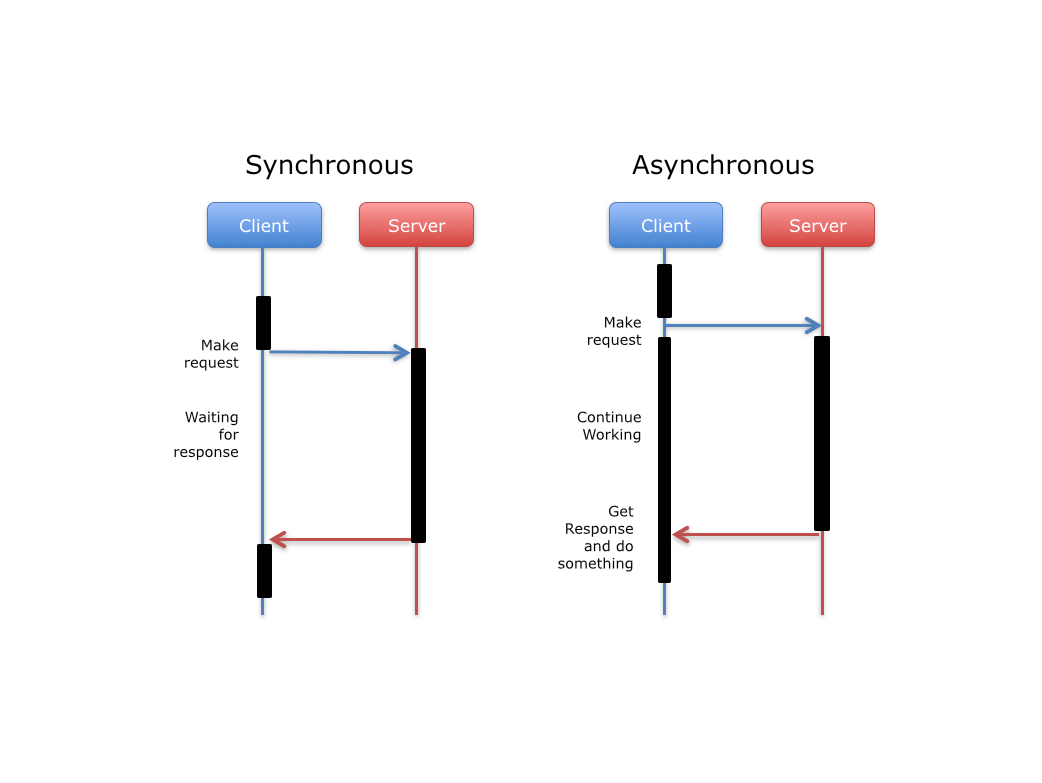 Synchronous
Client
Server
Make
request
Waiting
for
response
Asynchronous
Client
Server
Make
request
Continue
Working
Get
Response
and do
something